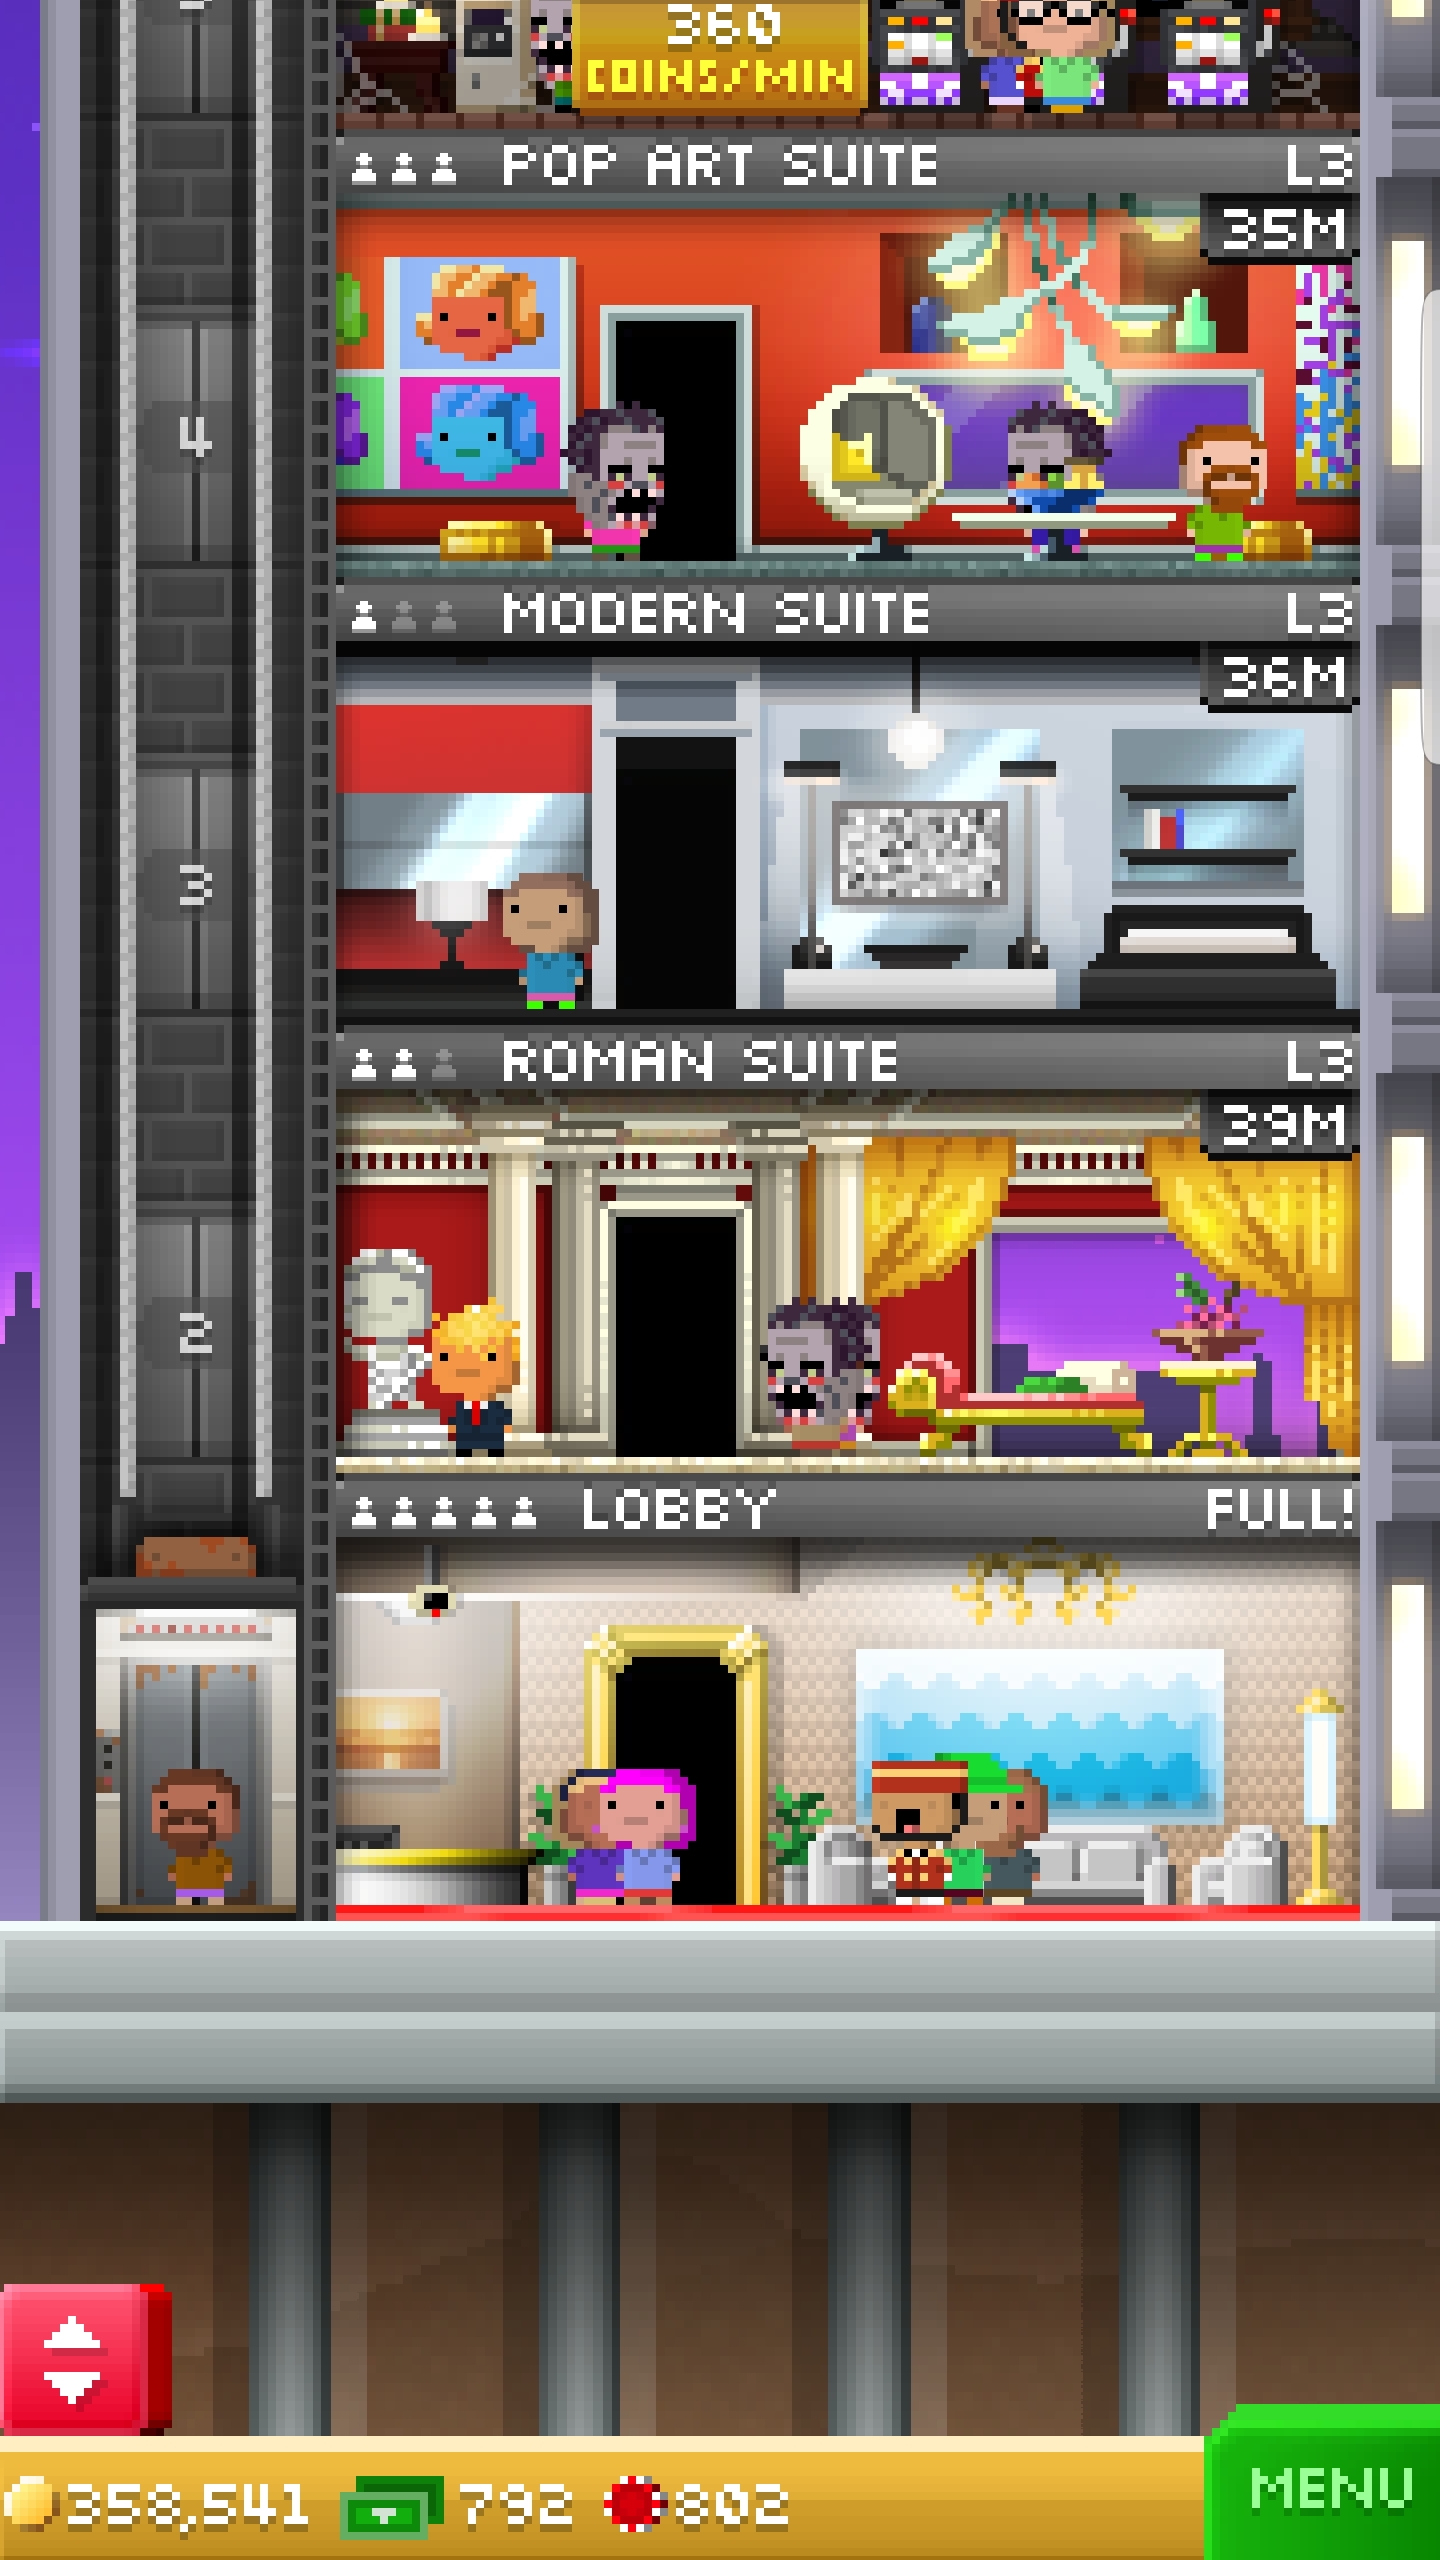 360
COINS/MIN
POP ART SUITE L3
35M
4
MODERN SUITE L3
36M
3
ROMAN SUITE L3
39M
2
LOBBY FULL!
358,541 792 802
MENU